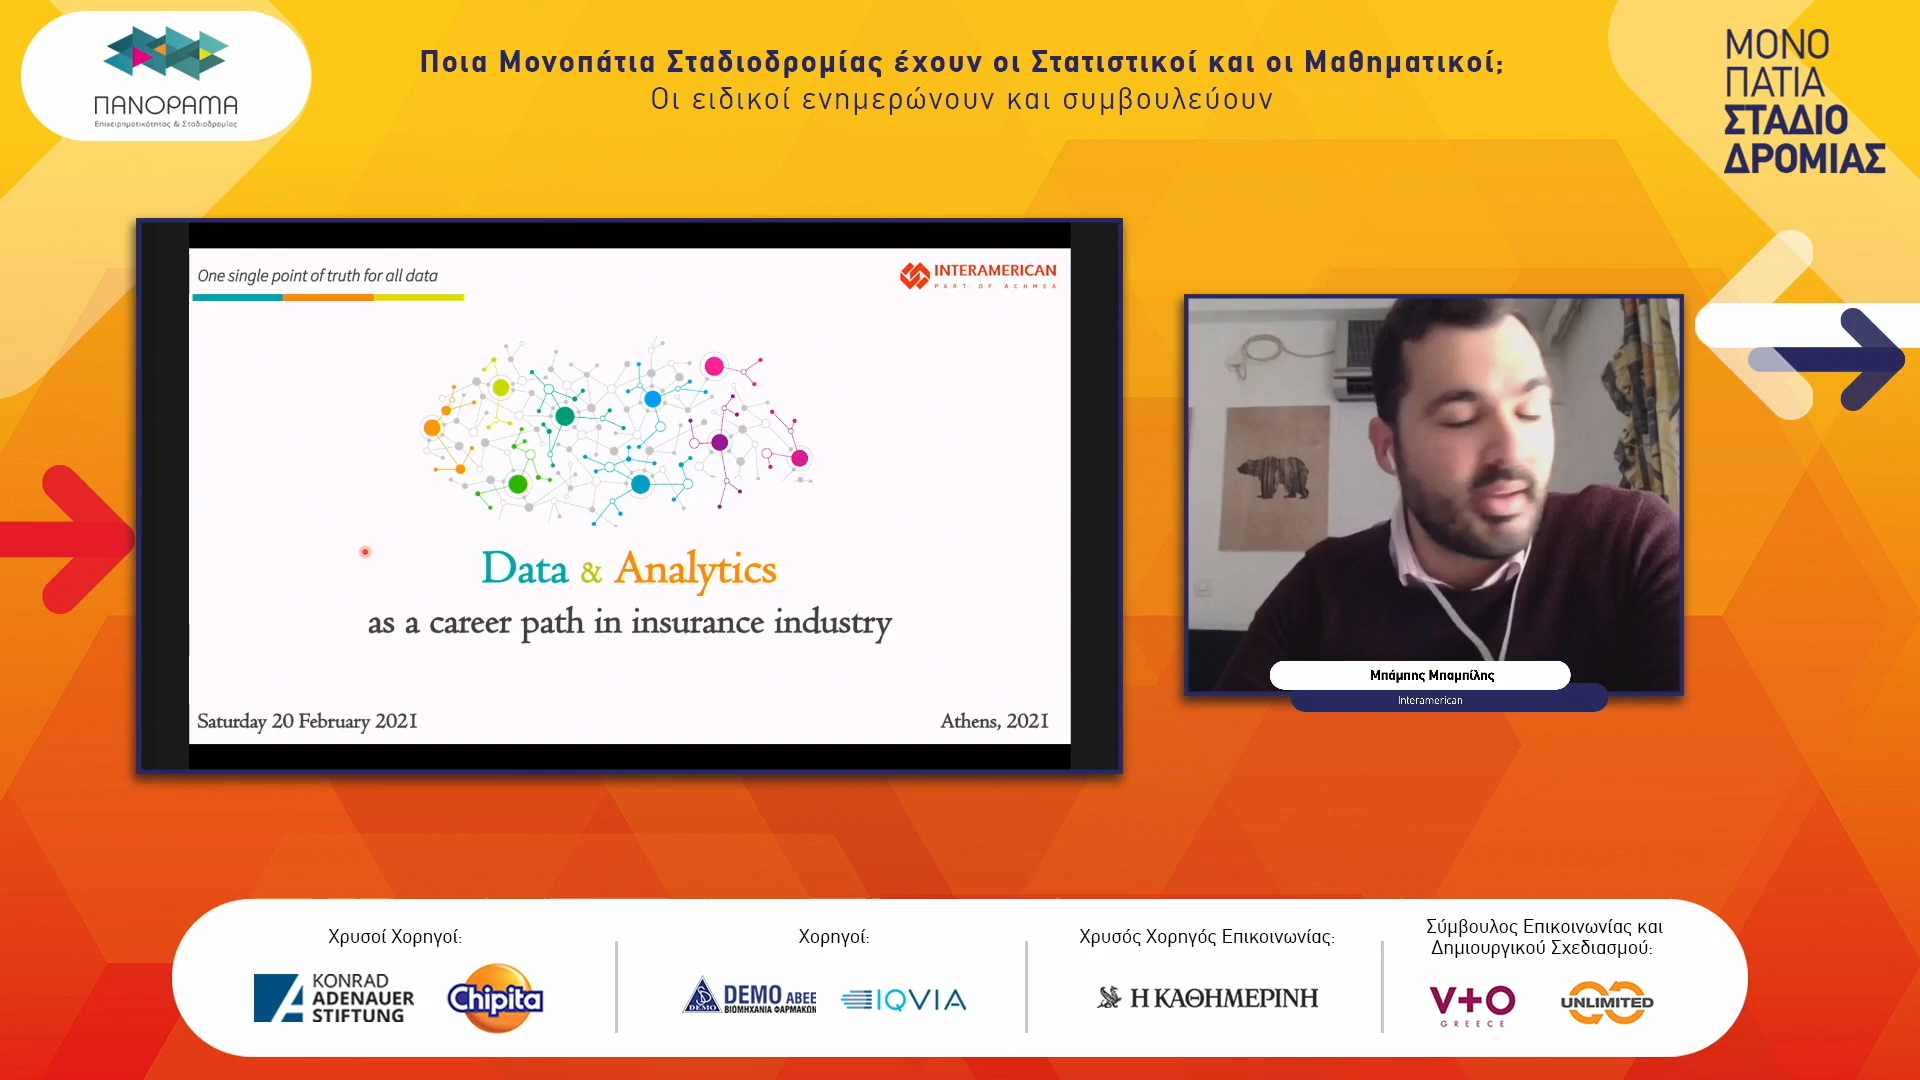 ΠΑΝΟΡΑΜΑ
Επιχειρηματικότητας & Σταδιοδρομίας
Ποια Μονοπάτια Σταδιοδρομίας έχουν οι Στατιστικοί και οι Μαθηματικοί;
Οι ειδικοί ενημερώνουν και συμβουλεύουν
ΜΟΝΟ
ΠΑΤΙΑ
ΣΤΑΔΙΟ
ΔΡΟΜΙΑΣ
One single point of truth for all data
INTERAMERICAN
PART OF ACHMEA
Data & Analytics
as a career path in insurance industry
Saturday 20 February 2021
Athens, 2021
Μπάμπης Μπαμπίλης
Interamerican
Χρυσοί Χορηγοί:
KONRAD
ADENAUER
STIFTUNG
Chipita
Χορηγοί:
DEMO
DEMO ΑΒΕΕ
ΒΙΟΜΗΧΑΝΙΑ ΦΑΡΜΑΚΩΝ
IQVIA
Χρυσός Χορηγός Επικοινωνίας:
Η ΚΑΘΗΜΕΡΙΝΗ
Σύμβουλος Επικοινωνίας και
Δημιουργικού Σχεδιασμού:
V+O
GREECE
UNLIMITED